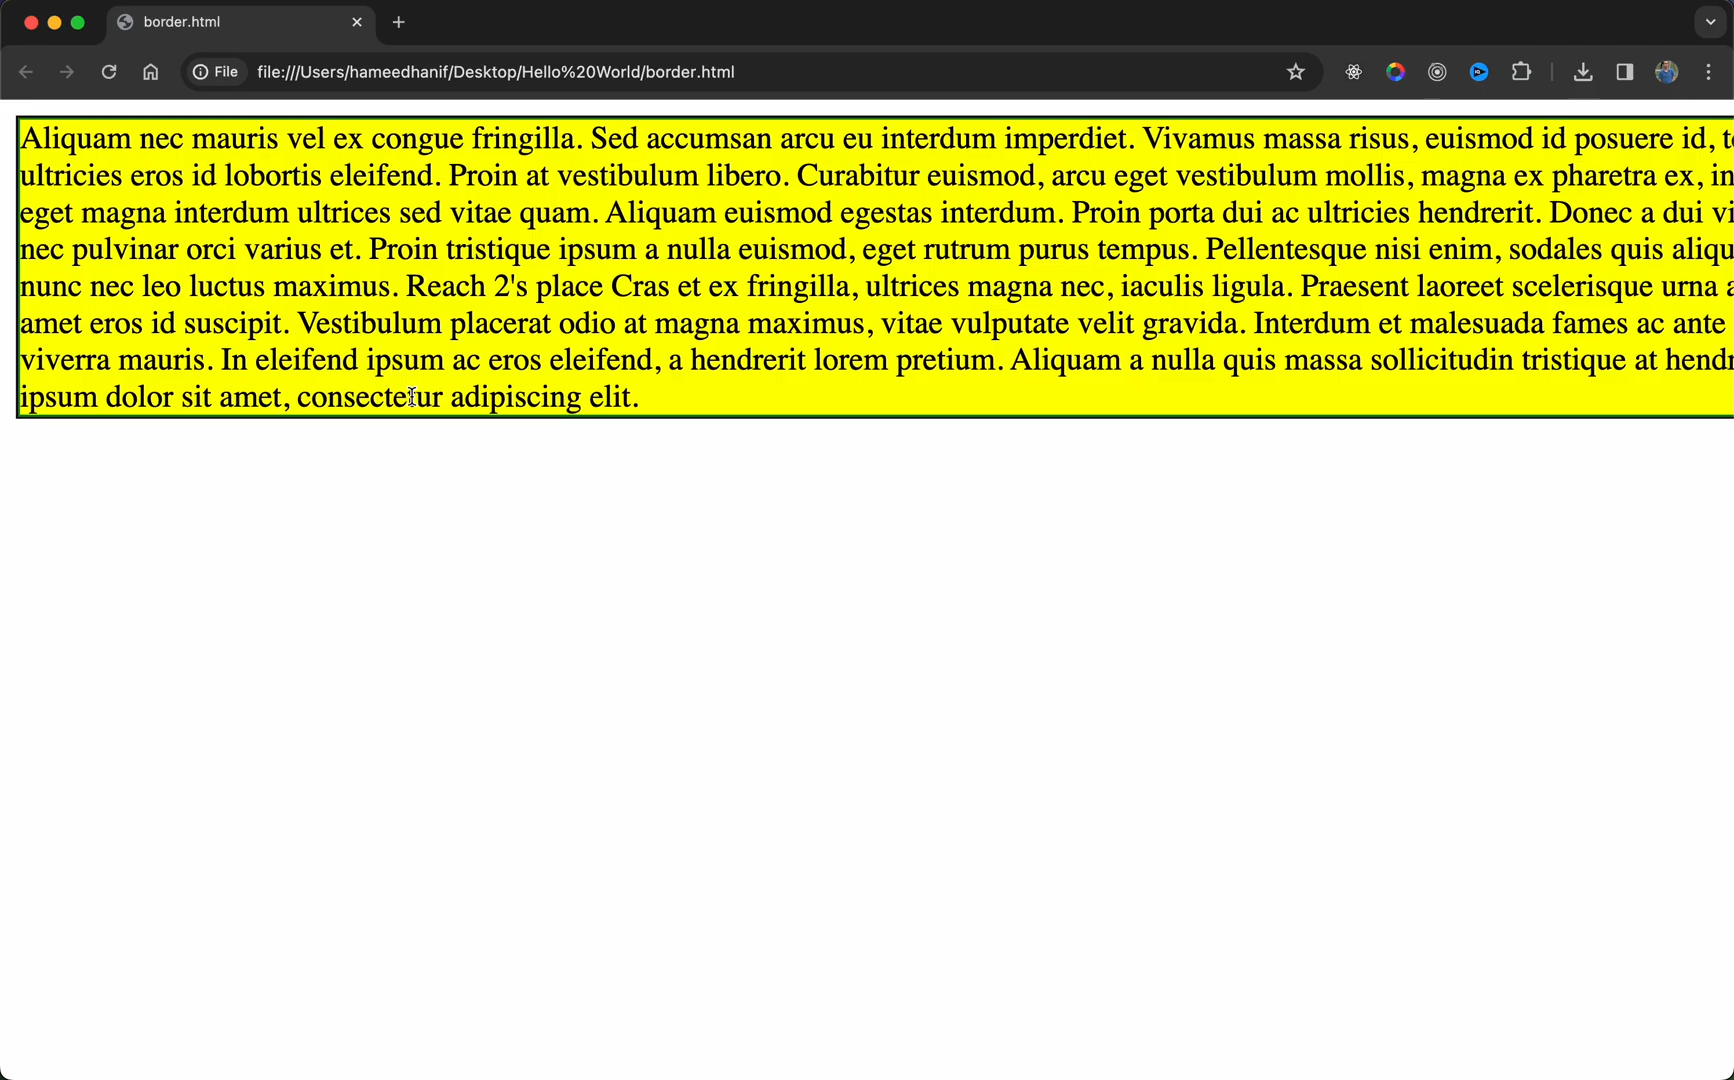 border.html
File file:///Users/hameedhanif/Desktop/Hello%20World/border.html
Aliquam nec mauris vel ex congue fringilla. Sed accumsan arcu eu interdum imperdiet. Vivamus massa risus, euismod id posuere id, t
ultricies eros id lobortis eleifend. Proin at vestibulum libero. Curabitur euismod, arcu eget vestibulum mollis, magna ex pharetra ex, in
eget magna interdum ultrices sed vitae quam. Aliquam euismod egestas interdum. Proin porta dui ac ultricies hendrerit. Donec a dui vi
nec pulvinar orci varius et. Proin tristique ipsum a nulla euismod, eget rutrum purus tempus. Pellentesque nisi enim, sodales quis aliqu
nunc nec leo luctus maximus. Reach 2's place Cras et ex fringilla, ultrices magna nec, iaculis ligula. Praesent laoreet scelerisque urna a
amet eros id suscipit. Vestibulum placerat odio at magna maximus, vitae vulputate velit gravida. Interdum et malesuada fames ac ante
viverra mauris. In eleifend ipsum ac eros eleifend, a hendrerit lorem pretium. Aliquam a nulla quis massa sollicitudin tristique at hendr
ipsum dolor sit amet, consectetur adipiscing elit.